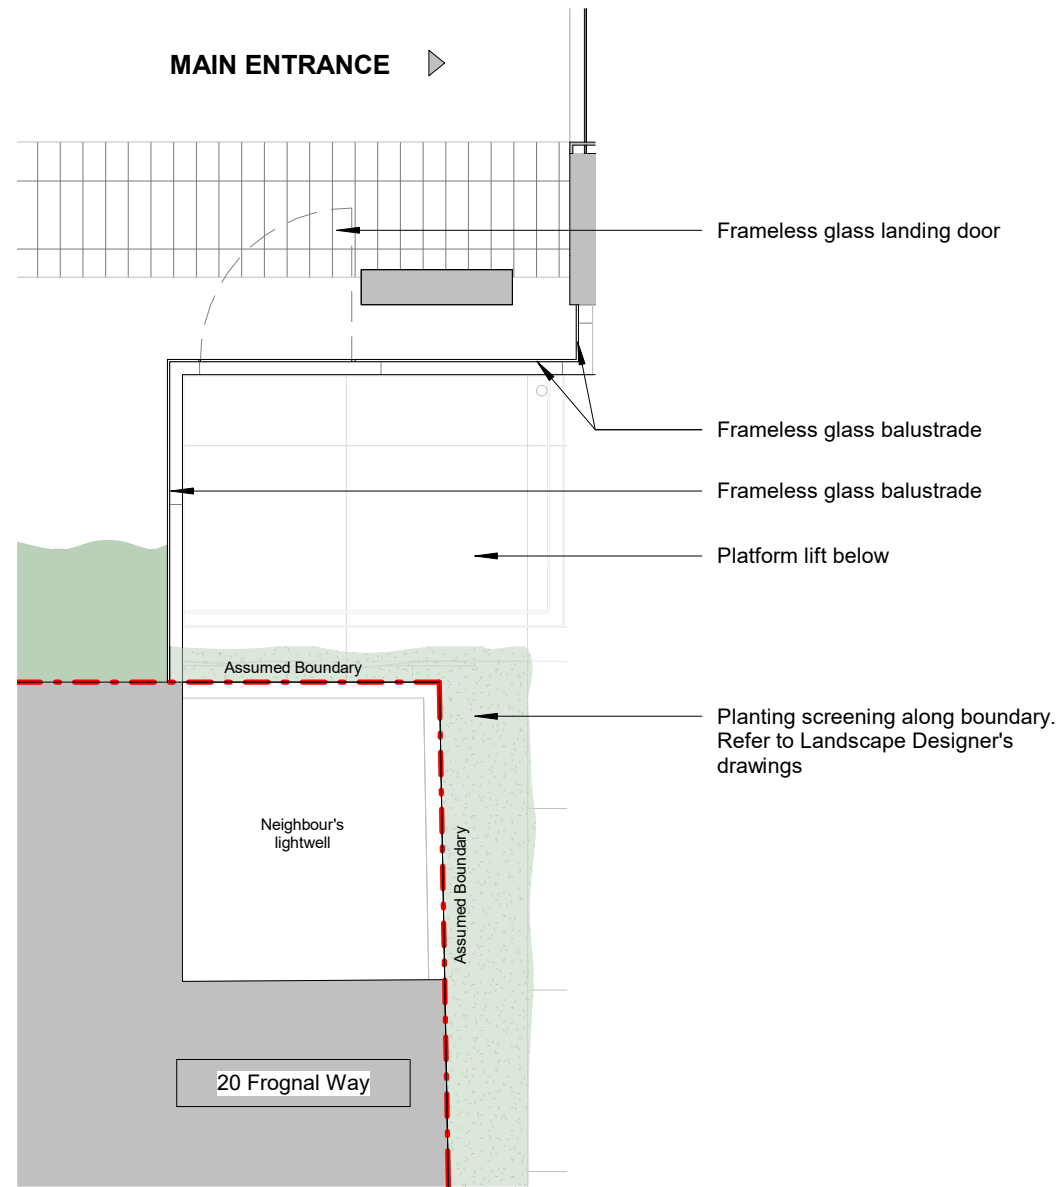 MAIN ENTRANCE
Frameless glass landing door
Frameless glass balustrade
Frameless glass balustrade
Platform lift below
Assumed Boundary
Planting screening along boundary.
Refer to Landscape Designer's
drawings
Neighbour's
lightwell
Assumed Boundary
20 Frognal Way